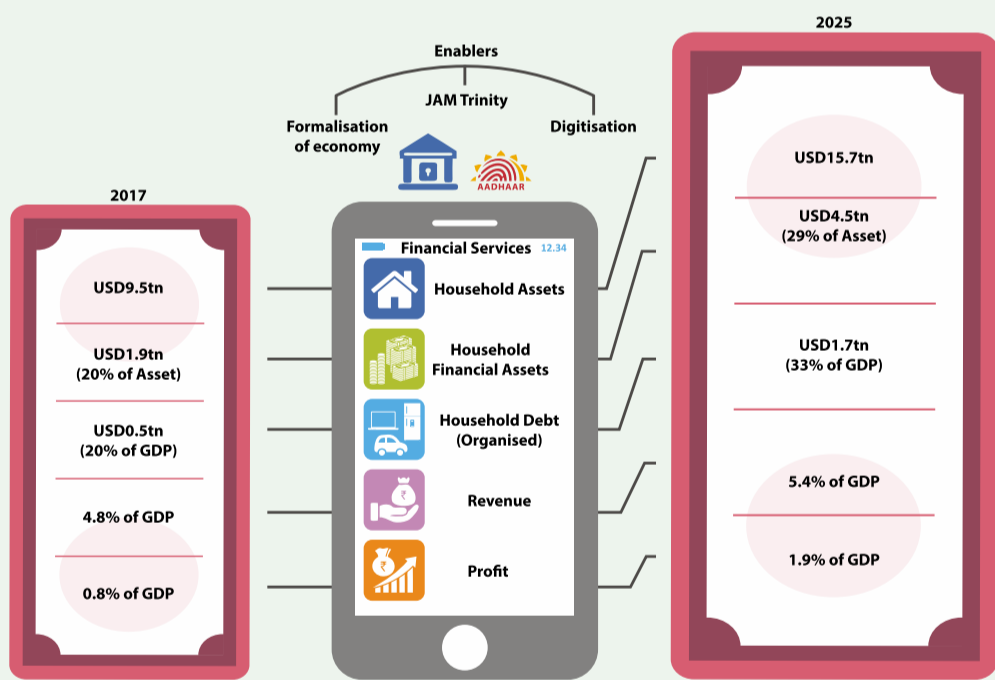 2025
Enablers
JAM Trinity
Formalisation
of economy
Digitisation
AADHAAR
2017
USD9.5tn
USD1.9tn
(20% of Asset)
USD0.5tn
(20% of GDP)
4.8% of GDP
0.8% of GDP
Financial Services 12.34
Household Assets
Household
Financial Assets
Household Debt
(Organised)
₹
Revenue
₹
Profit
USD15.7tn
USD4.5tn
(29% of Asset)
USD1.7tn
(33% of GDP)
5.4% of GDP
1.9% of GDP